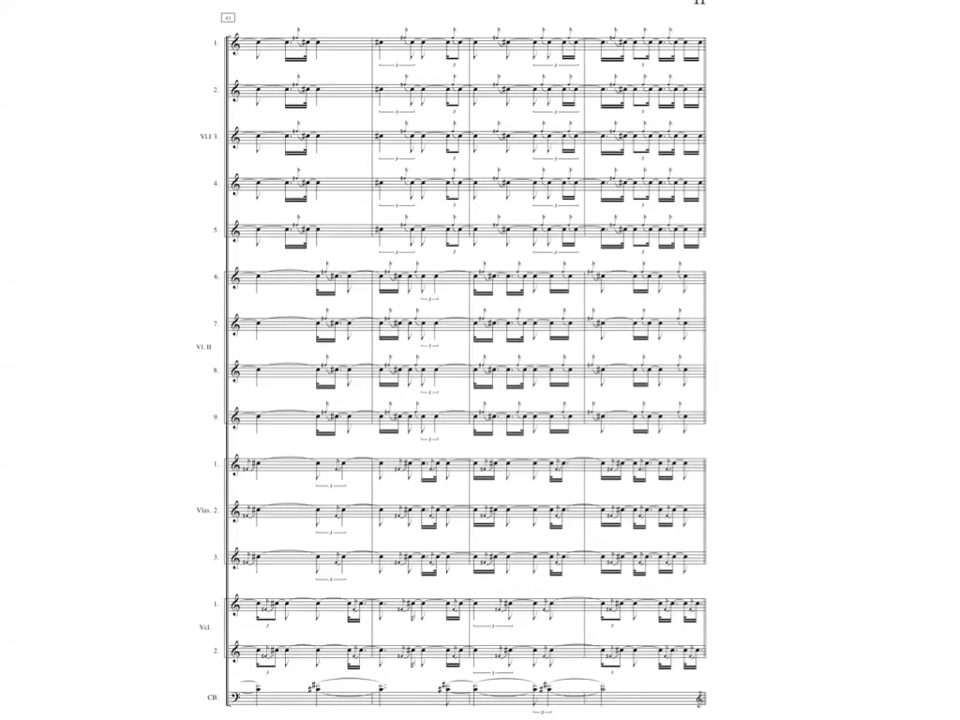 11
43
1.
2.
Vl.I 3.
4.
5.
6.
7.
Vl. II
8.
9.
1.
Vlas. 2.
3.
1.
Vcl.
2.
CB.